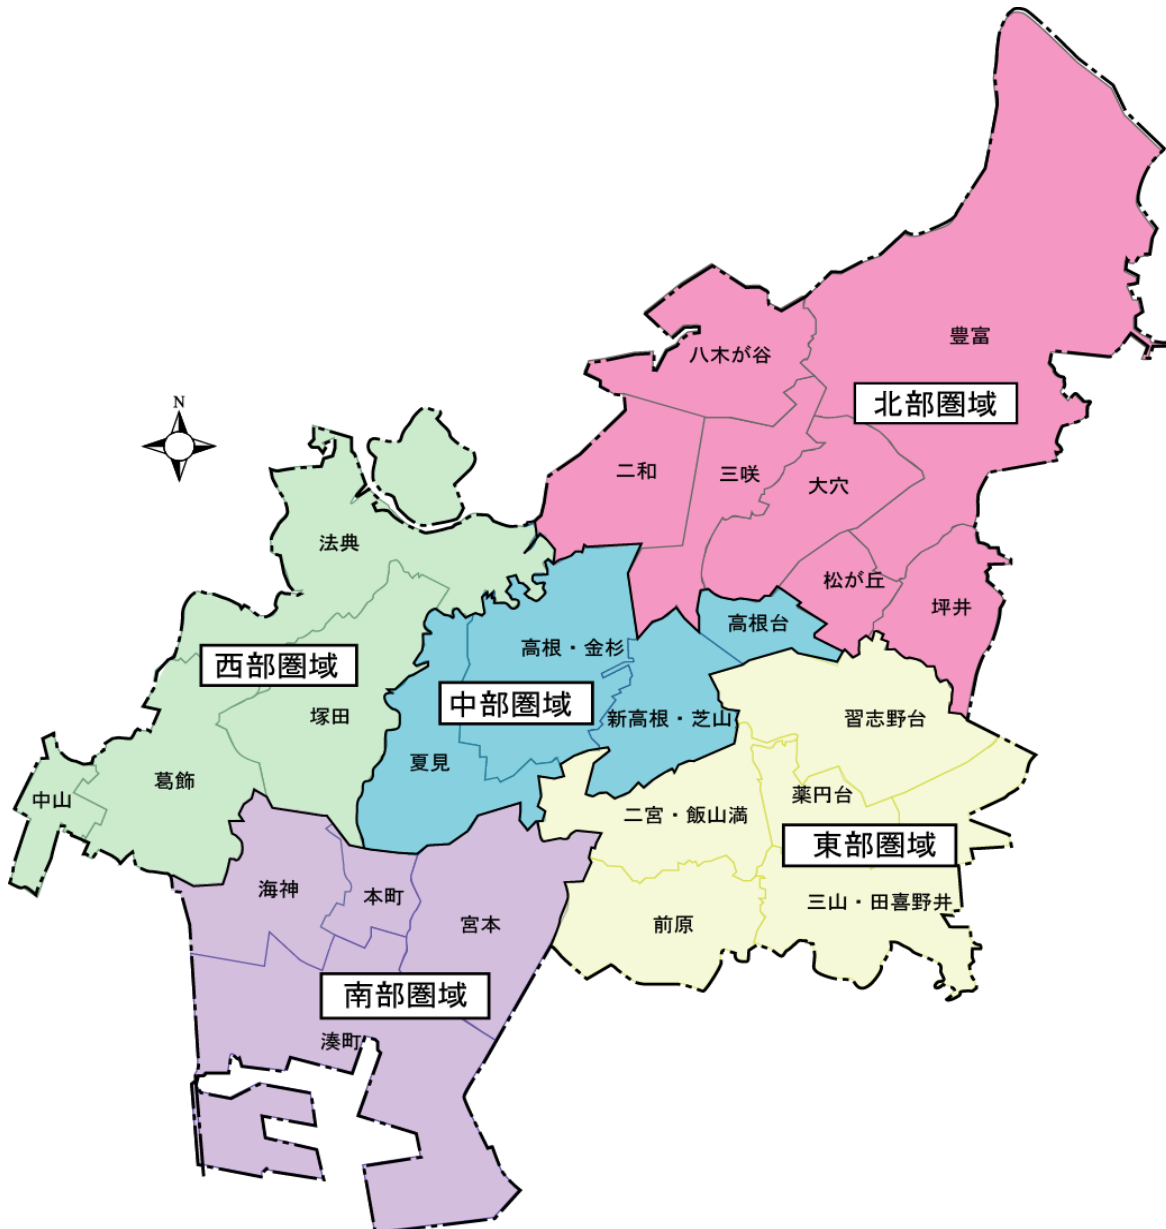 豊富
八木が谷
北部圏域
N
二和
三咲
大穴
法典
松が丘
坪井
高根台
高根・金杉
西部圏域
中部圏域
塚田
新高根・芝山
習志野台
夏見
葛飾
中山
薬円台
二宮・飯山満
東部圏域
海神
本町
三山・田喜野井
宮本
前原
南部圏域
湊町